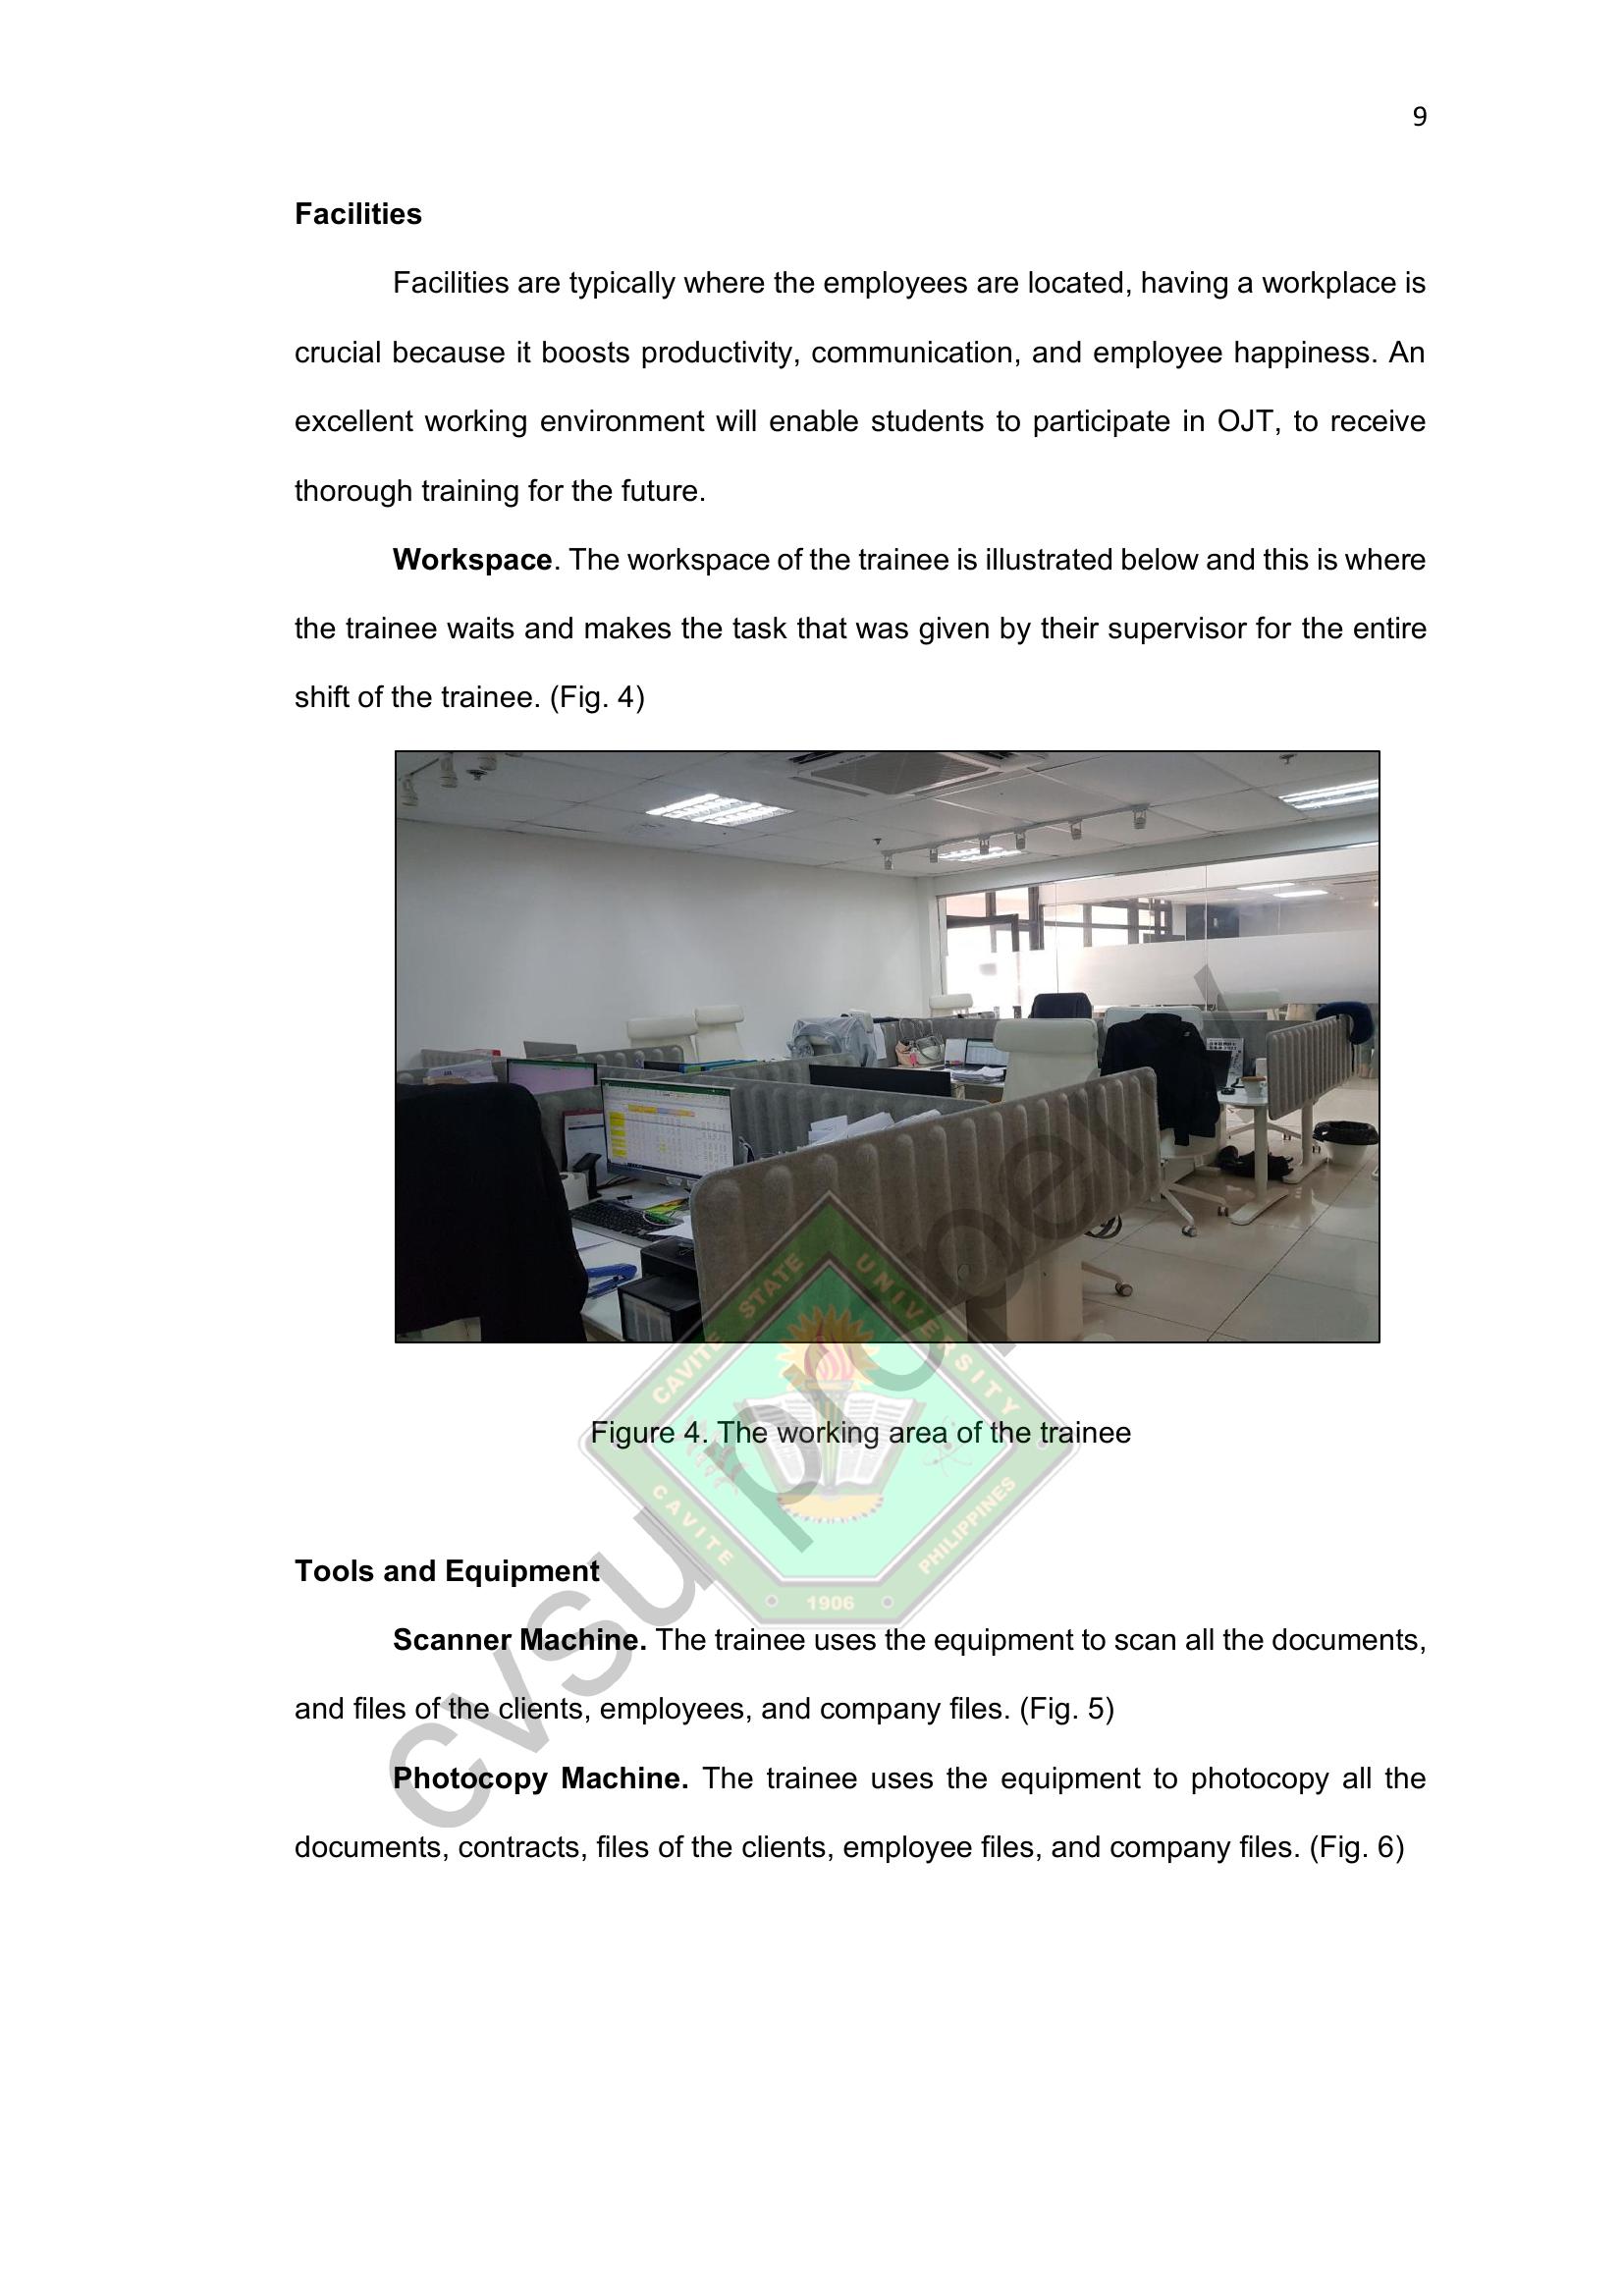 9
Facilities
Facilities are typically where the employees are located, having a workplace is
crucial because it boosts productivity, communication, and employee happiness. An
excellent working environment will enable students to participate in OJT, to receive
thorough training for the future.
Workspace. The workspace of the trainee is illustrated below and this is where
the trainee waits and makes the task that was given by their supervisor for the entire
shift of the trainee. (Fig. 4)
CAVITE STATE UNIVERSITY
Figure 4. The working area of the trainee
CAVITE PHILIPPINES
1906
cvsu property
Tools and Equipment
Scanner Machine. The trainee uses the equipment to scan all the documents,
and files of the clients, employees, and company files. (Fig. 5)
Photocopy Machine. The trainee uses the equipment to photocopy all the
documents, contracts, files of the clients, employee files, and company files. (Fig. 6)